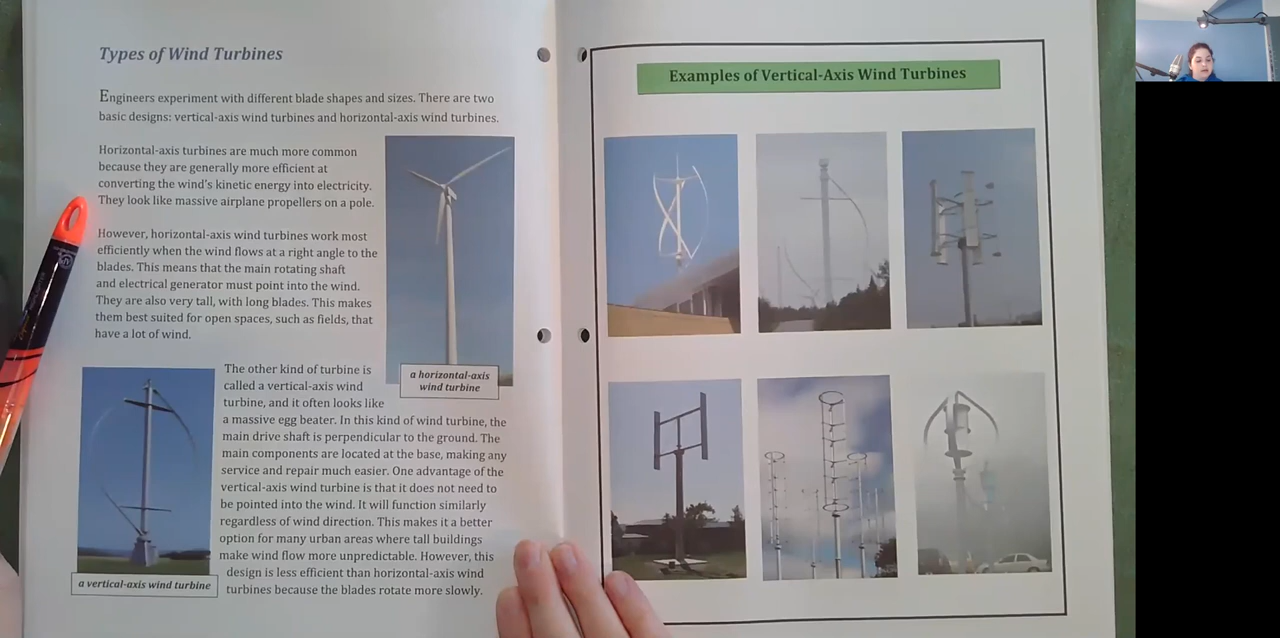 Types of Wind Turbines
Engineers experiment with different blade shapes and sizes. There are two
basic designs: vertical-axis wind turbines and horizontal-axis wind turbines.
Horizontal-axis turbines are much more common
because they are generally more efficient at
converting the wind's kinetic energy into electricity.
They look like massive airplane propellers on a pole.
However, horizontal-axis wind turbines work most
efficiently when the wind flows at a right angle to the
blades. This means that the main rotating shaft
and electrical generator must point into the wind.
They are also very tall, with long blades. This makes
them best suited for open spaces, such as fields, that
have a lot of wind.
a horizontal-axis
wind turbine
The other kind of turbine is
called a vertical-axis wind
turbine, and it often looks like
a massive egg beater. In this kind of wind turbine, the
main drive shaft is perpendicular to the ground. The
main components are located at the base, making any
service and repair much easier. One advantage of the
vertical-axis wind turbine is that it does not need to
be pointed into the wind. It will function similarly
regardless of wind direction. This makes it a better
option for many urban areas where tall buildings
make wind flow more unpredictable. However, this
design is less efficient than horizontal-axis wind
turbines because the blades rotate more slowly.
a vertical-axis wind turbine
Examples of Vertical-Axis Wind Turbines